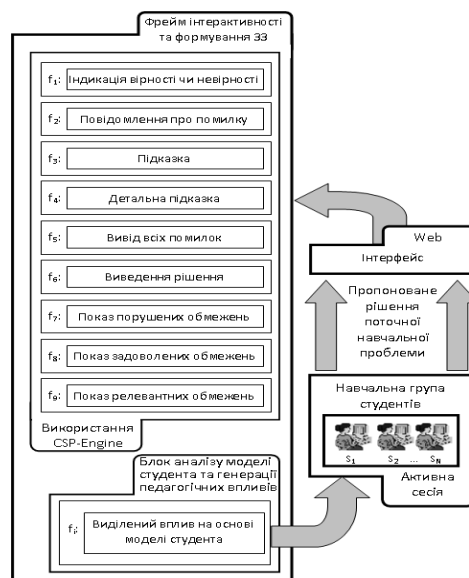 Фрейм інтерактивності
та формування ЗЗ
f₁: Індикація вірності чи невірності
f₂: Повідомлення про помилку
f₃: Підказка
f₄: Детальна підказка
f₅: Вивід всіх помилок
f₆: Виведення рішення
f₇: Показ порушених обмежень
f₈: Показ задоволених обмежень
f₉: Показ релевантних обмежень
Використання
CSP-Engine
Блок аналізу моделі
студента та генерації
педагогічних впливів
fᵢ: Виділений вплив на основі
моделі студента
Web
Інтерфейс
Пропоноване
рішення
поточної
навчальної
проблеми
Навчальна група
студентів
S₁ S₂ ... Sɴ
Активна
сесія